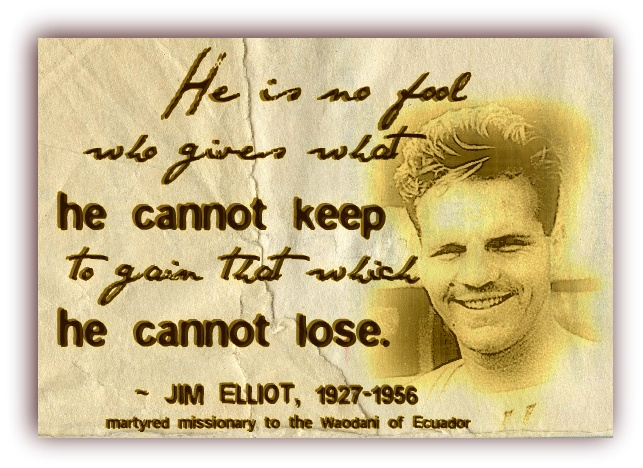 He is no fool
who gives what
he cannot keep
to gain that which
he cannot lose.
~ JIM ELLIOT, 1927-1956
martyred missionary to the Waodani of Ecuador